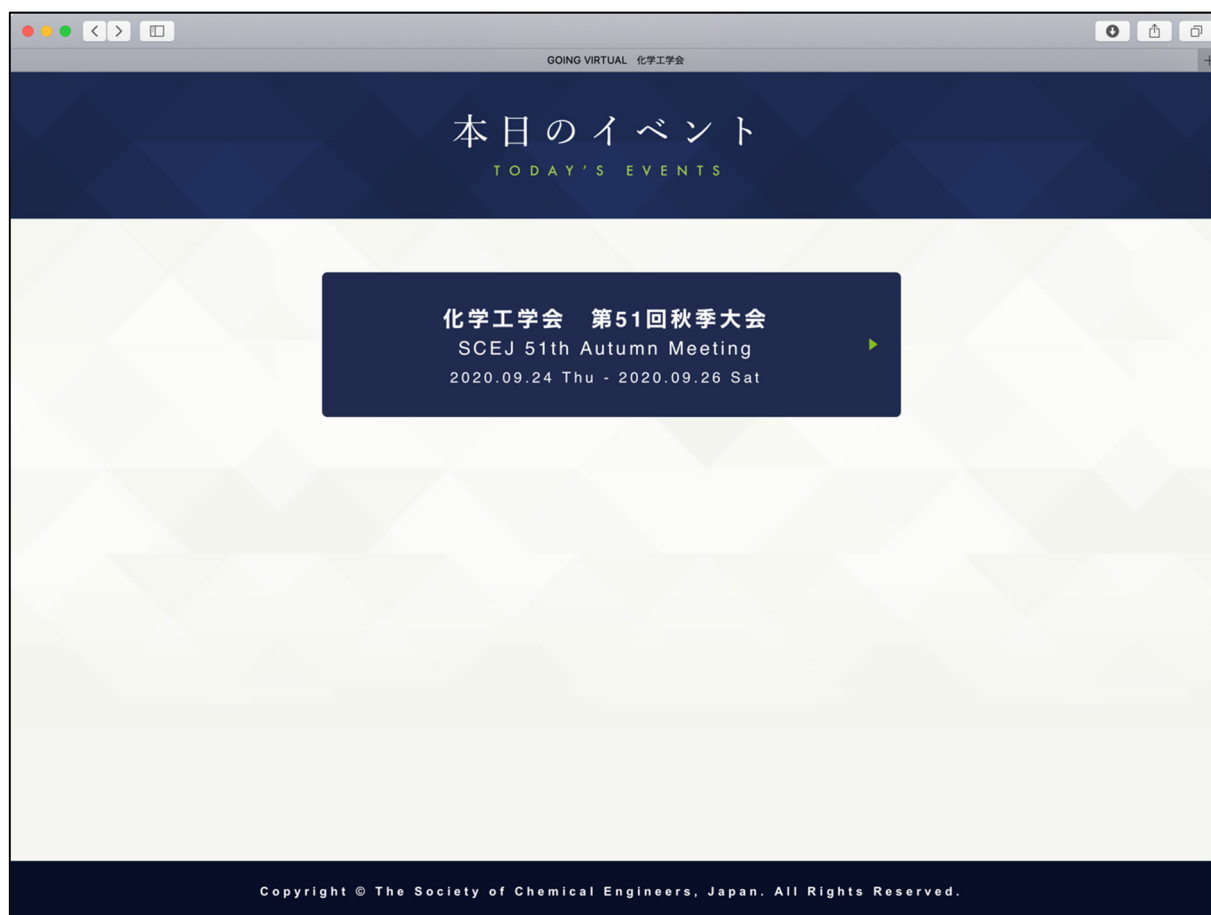 GOING VIRTUAL 化学工学会
本日のイベント
TODAY'S EVENTS
化学工学会　第51回秋季大会
SCEJ 51th Autumn Meeting
2020.09.24 Thu - 2020.09.26 Sat
Copyright © The Society of Chemical Engineers, Japan. All Rights Reserved.